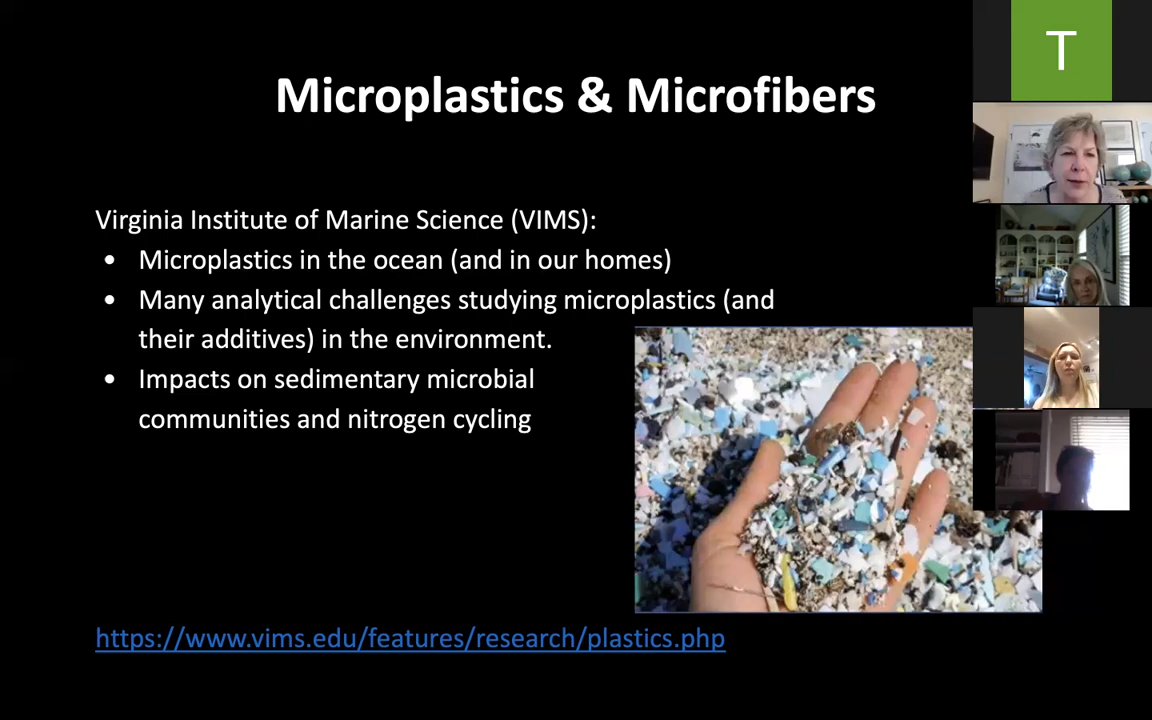 Microplastics & Microfibers
Virginia Institute of Marine Science (VIMS):
• Microplastics in the ocean (and in our homes)
• Many analytical challenges studying microplastics (and
their additives) in the environment.
• Impacts on sedimentary microbial
communities and nitrogen cycling
https://www.vims.edu/features/research/plastics.php
T